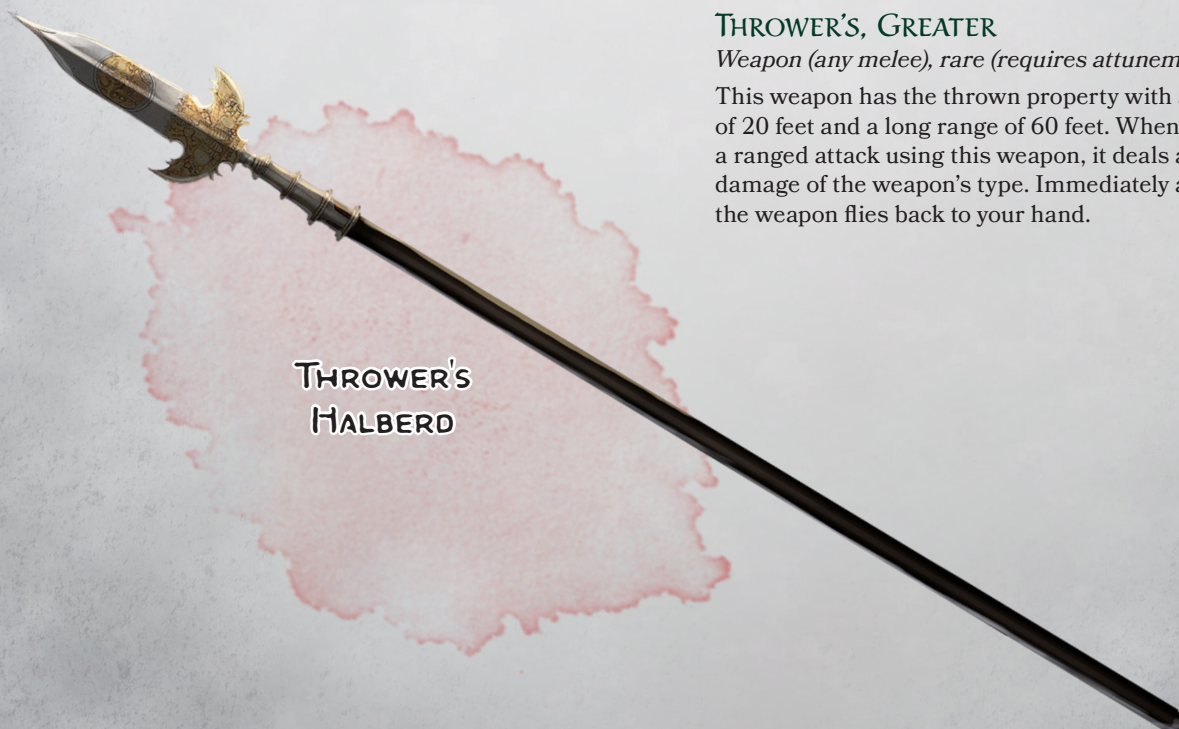 Thrower's, Greater
Weapon (any melee), rare (requires attunem
This weapon has the thrown property with
of 20 feet and a long range of 60 feet. When
a ranged attack using this weapon, it deals
damage of the weapon's type. Immediately
the weapon flies back to your hand.
Thrower's
Halberd